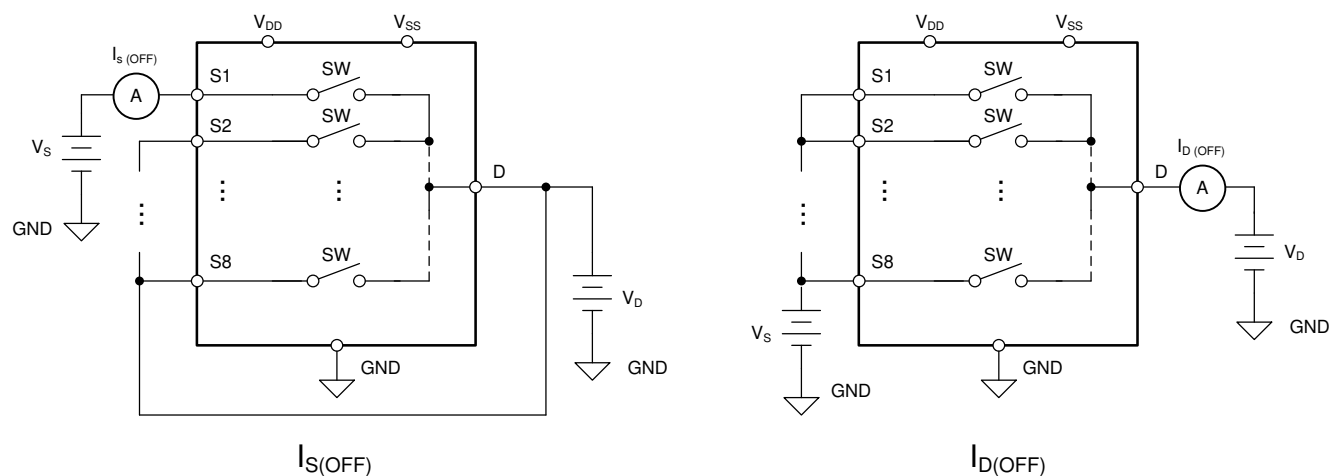 VDD
VSS
Is (OFF)
A
S1
SW
S2
SW
VS
D
GND
...
...
...
S8
SW
VD
GND
GND
IS(OFF)
VDD
VSS
S1
SW
S2
SW
ID (OFF)
D
A
...
...
...
S8
SW
VD
VS
GND
GND
GND
ID(OFF)